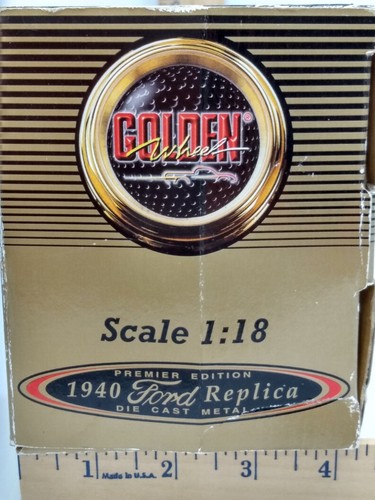 GOLDEN®
Wheel
Scale 1:18
PREMIER EDITION
1940 Ford Replica
DIE CAST METAL
1 Made in U.S.A. 2 3 4